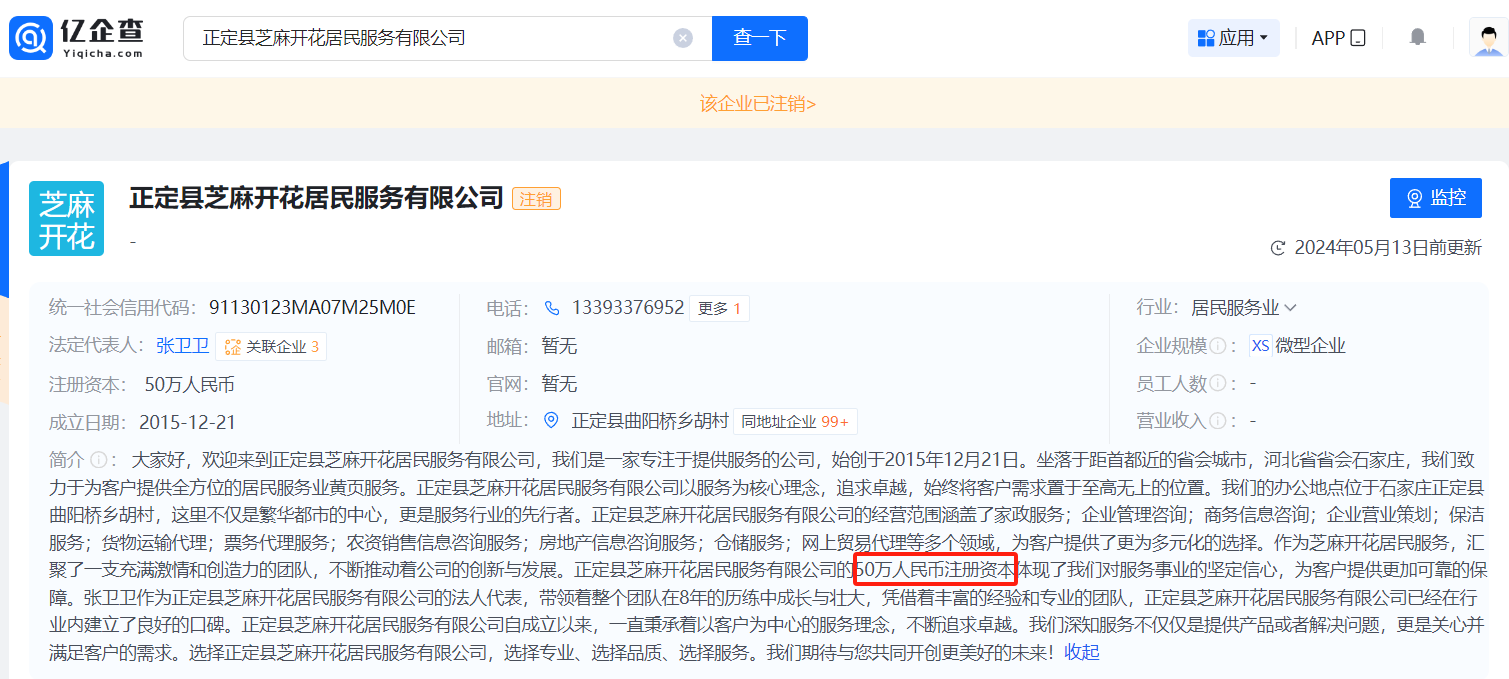 亿企查
Yiqicha.com
正定县芝麻开花居民服务有限公司
查一下
应用
APP
该企业已注销>
芝麻
开花
正定县芝麻开花居民服务有限公司 注销
-
监控
2024年05月13日前更新
统一社会信用代码： 91130123MA07M25M0E
法定代表人： 张卫卫 关联企业 3
注册资本： 50万人民币
成立日期： 2015-12-21
电话： 13393376952 更多 1
邮箱： 暂无
官网： 暂无
地址： 正定县曲阳桥乡胡村 同地址企业 99+
行业： 居民服务业
企业规模： XS 微型企业
员工人数： -
营业收入： -
简介： 大家好，欢迎来到正定县芝麻开花居民服务有限公司，我们是一家专注于提供服务的公司，始创于2015年12月21日。坐落于距首都近的省会城市，河北省省会石家庄，我们致
力于为客户提供全方位的居民服务业黄页服务。正定县芝麻开花居民服务有限公司以服务为核心理念，追求卓越，始终将客户需求置于至高无上的位置。我们的办公地点位于石家庄正定县
曲阳桥乡胡村，这里不仅是繁华都市的中心，更是服务行业的先行者。正定县芝麻开花居民服务有限公司的经营范围涵盖了家政服务；企业管理咨询；商务信息咨询；企业营业策划；保洁
服务；货物运输代理；票务代理服务；农资销售信息咨询服务；房地产信息咨询服务；仓储服务；网上贸易代理等多个领域，为客户提供了更为多元化的选择。作为芝麻开花居民服务，汇
聚了一支充满激情和创造力的团队，不断推动着公司的创新与发展。正定县芝麻开花居民服务有限公司的50万人民币注册资本体现了我们对服务事业的坚定信心，为客户提供更加可靠的保
障。张卫卫作为正定县芝麻开花居民服务有限公司的法人代表，带领着整个团队在8年的历练中成长与壮大，凭借着丰富的经验和专业的团队，正定县芝麻开花居民服务有限公司已经在行
业内建立了良好的口碑。正定县芝麻开花居民服务有限公司自成立以来，一直秉承着以客户为中心的服务理念，不断追求卓越。我们深知服务不仅仅是提供产品或者解决问题，更是关心并
满足客户的需求。选择正定县芝麻开花居民服务有限公司，选择专业、选择品质、选择服务。我们期待与您共同开创更美好的未来！收起